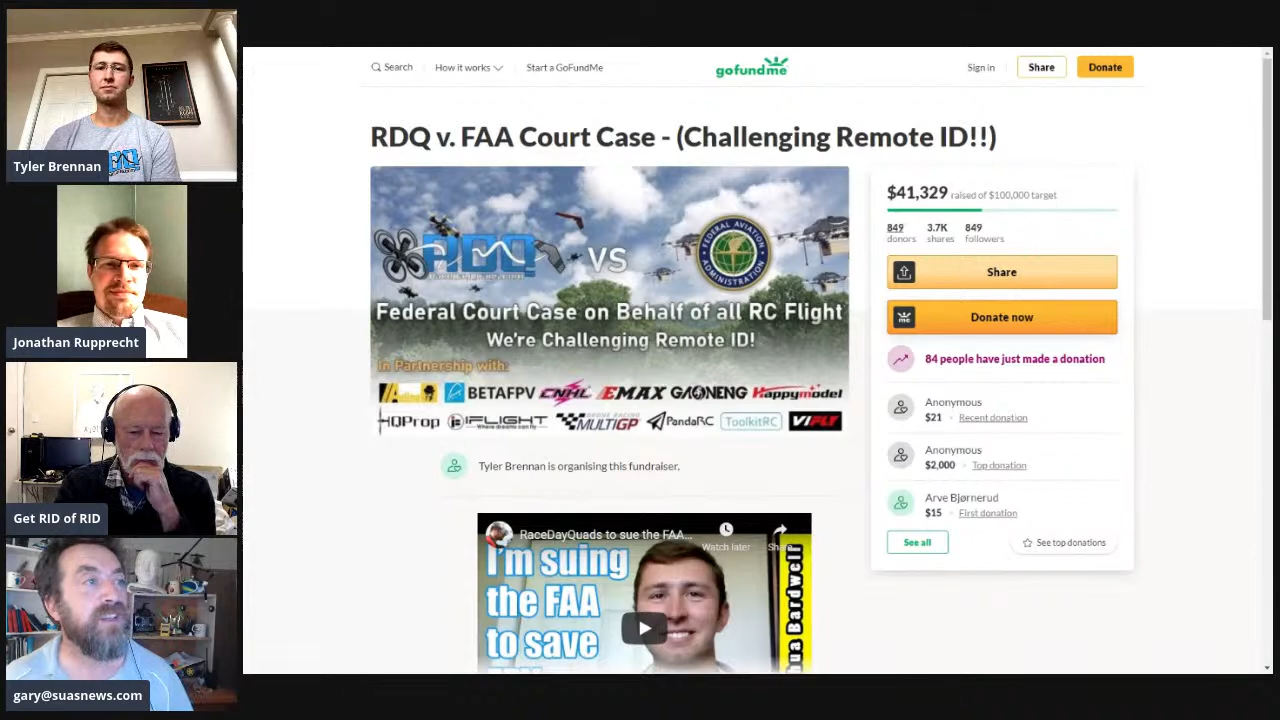 Tyler Brennan
Jonathan Rupprecht
Get RID of RID
gary@suasnews.com
Search
How it works
Start a GoFundMe
gofundme
Sign in
Share
Donate
RDQ v. FAA Court Case - (Challenging Remote ID!!)
RDQ
VS
FEDERAL AVIATION ADMINISTRATION
Federal Court Case on Behalf of all RC Flight
We're Challenging Remote ID!
in Partnership with:
BETAFPV CNHL EMAX GAONENG Happymodel
HQProp iFLIGHT MULTIGP PandaRC ToolkitRC VIFLY
Tyler Brennan is organising this fundraiser.
RaceDayQuads to sue the FAA...
Watch later
I'm suing
the FAA
to save
$41,329 raised of $100,000 target
849 3.7K 849
donors shares followers
Share
Donate now
84 people have just made a donation
Anonymous
$21 • Recent donation
Anonymous
$2,000 • Top donation
Arve Bjørnerud
$15 • First donation
See all
See top donations